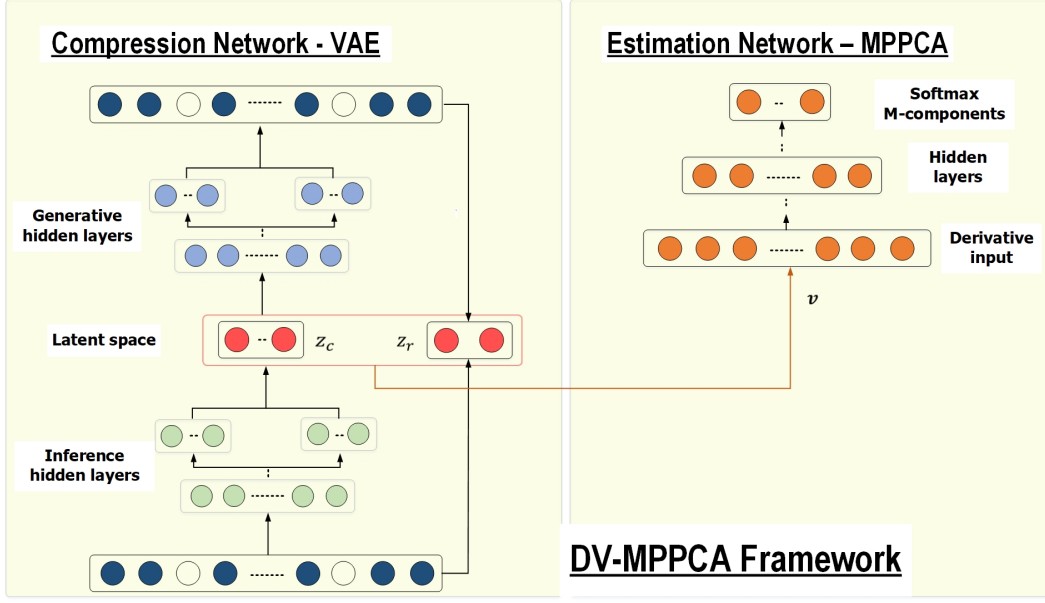 Compression Network - VAE
Generative
hidden layers
Latent space
z_c
z_r
Inference
hidden layers
Estimation Network – MPPCA
Softmax
M-components
Hidden
layers
Derivative
input
v
DV-MPPCA Framework